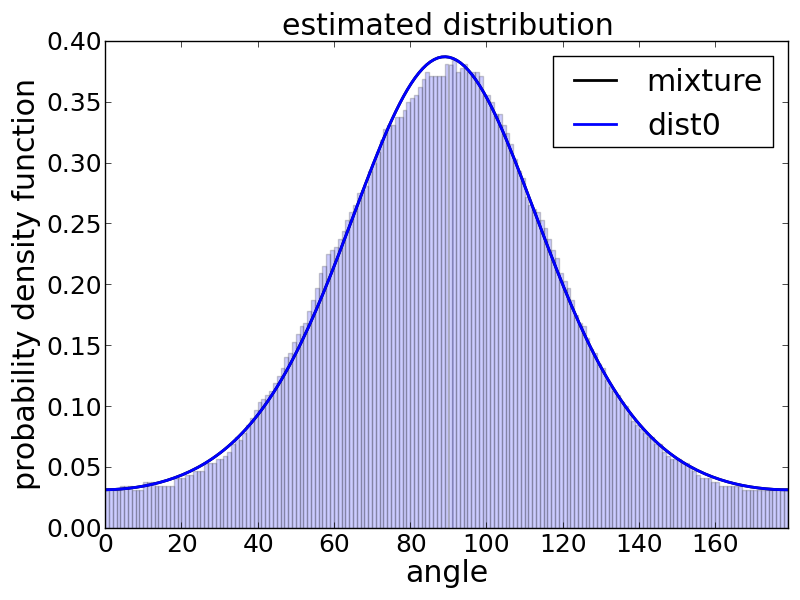 estimated distribution
mixture
dist0
probability density function
0.40
0.35
0.30
0.25
0.20
0.15
0.10
0.05
0.00
0 20 40 60 80 100 120 140 160
angle